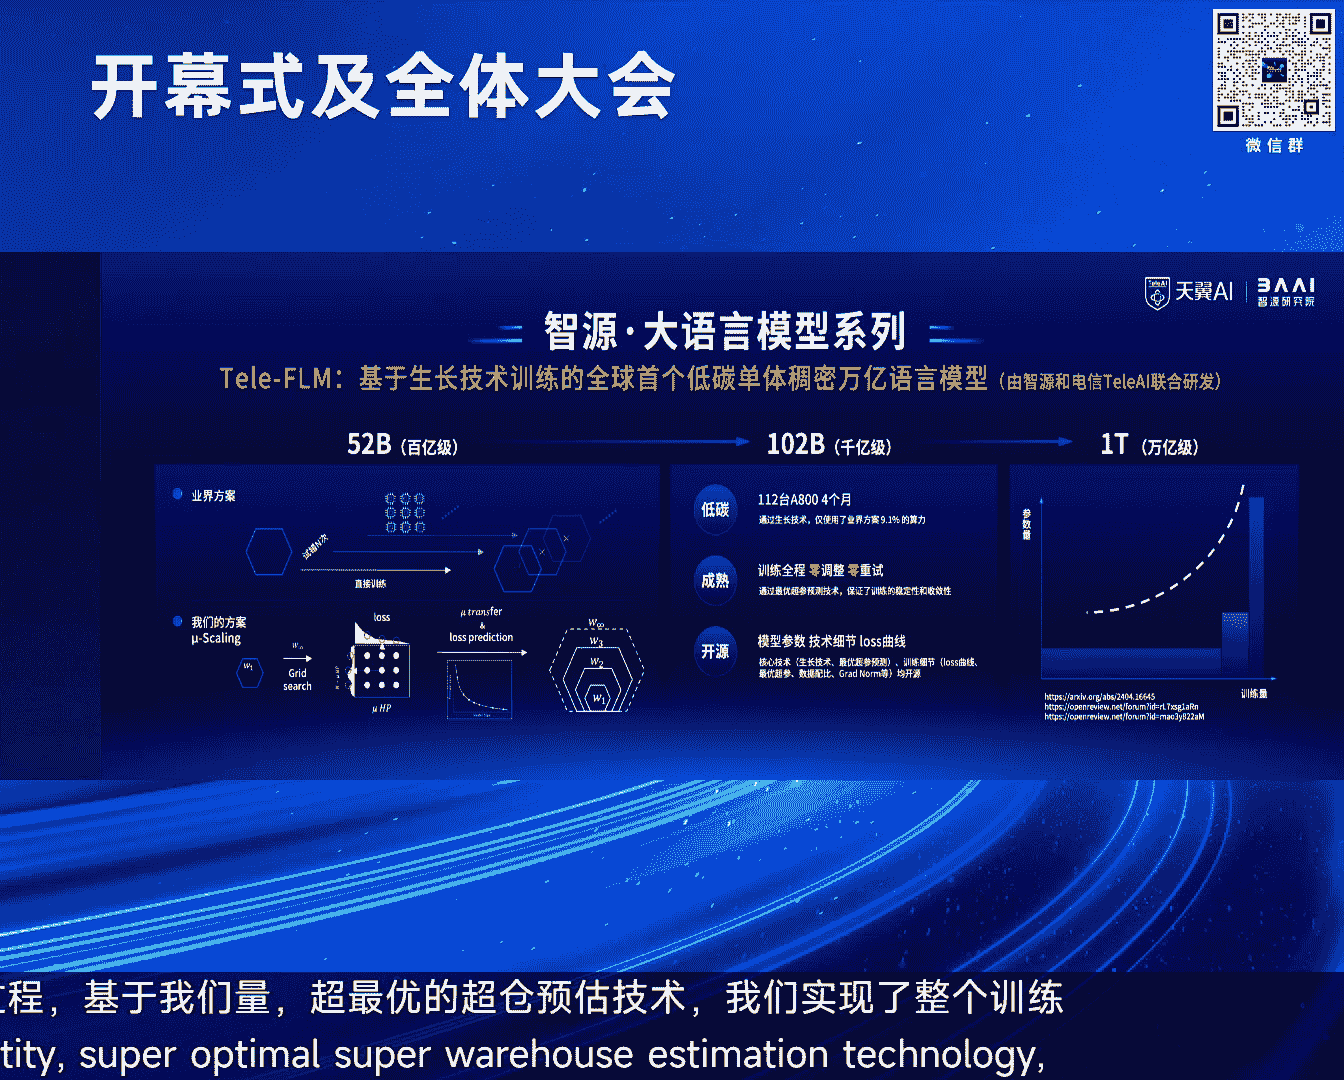 开幕式及全体大会
微信群
TeleAI 天翼AI
BAAI
智源研究院
智源·大语言模型系列
Tele-FLM：基于生长技术训练的全球首个低碳单体稠密万亿语言模型（由智源和电信TeleAI联合研发）
52B（百亿级）
102B（千亿级）
1T（万亿级）
业界方案
试错N次
直接训练
我们的方案
μ-Scaling
w₁
w∞
Grid
search
loss
μ HP
μ transfer
&
loss prediction
w∞
w₃
w₂
w₁
低碳
112台A800 4个月
通过生长技术，仅使用了业界方案 9.1% 的算力
成熟
训练全程 零调整 零重试
通过最优超参预测技术，保证了训练的稳定性和收敛性
开源
模型参数 技术细节 loss曲线
核心技术（生长技术、最优超参预测）、训练细节（loss曲线、
最优超参、数据配比、Grad Norm等）均开源
参数量
训练量
https://arxiv.org/abs/2404.16645
https://openreview.net/forum?id=rL7xsg1aRn
https://openreview.net/forum?id=mao3y822aM
程，基于我们量，超最优的超仓预估技术，我们实现了整个训练
tity, super optimal super warehouse estimation technology,